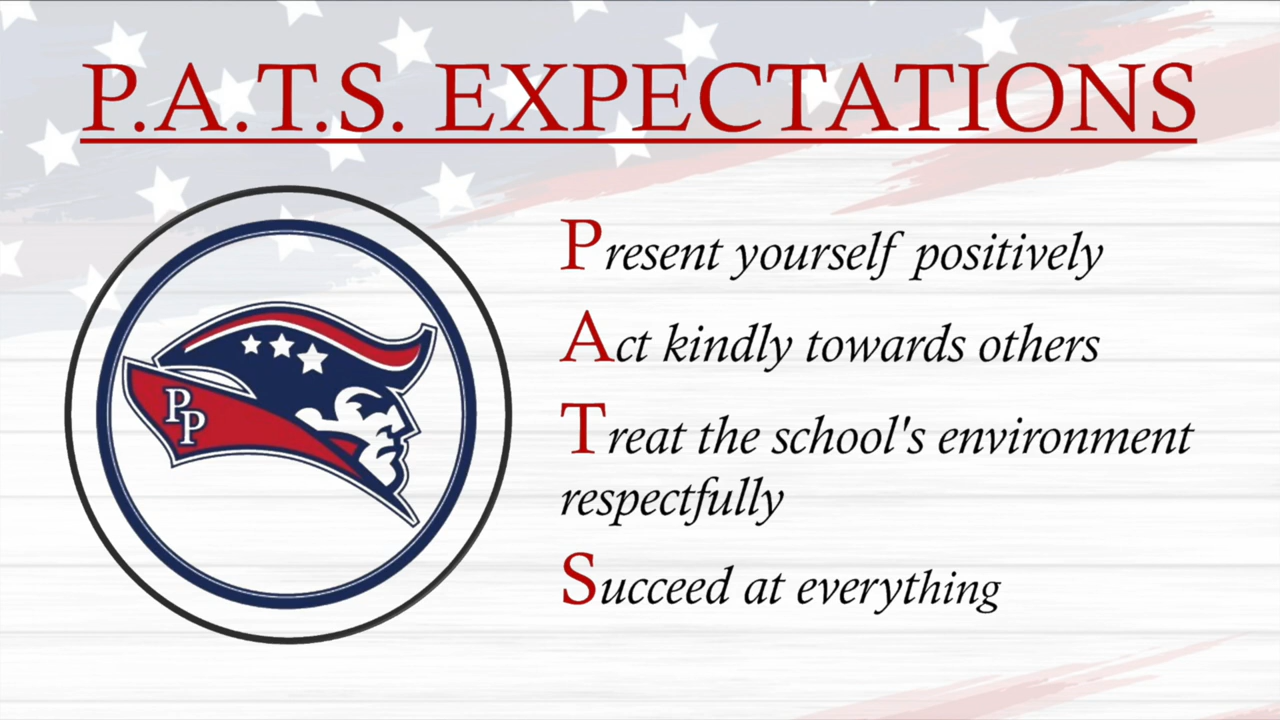 P.A.T.S. EXPECTATIONS
PP
Present yourself positively
Act kindly towards others
Treat the school's environment
respectfully
Succeed at everything